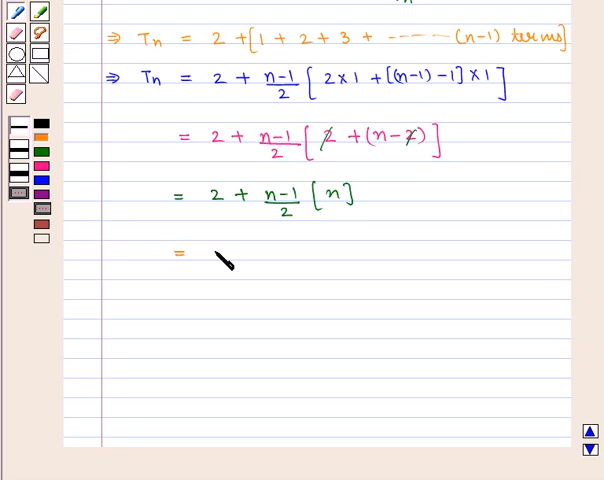 ⇒ Tn = 2 + [1 + 2 + 3 + ------- (n-1) terms]
⇒ Tn = 2 + n-1/2 [2×1 + [(n-1)-1]×1]
= 2 + n-1/2 [2 + (n-2)]
= 2 + n-1/2 [n]
=